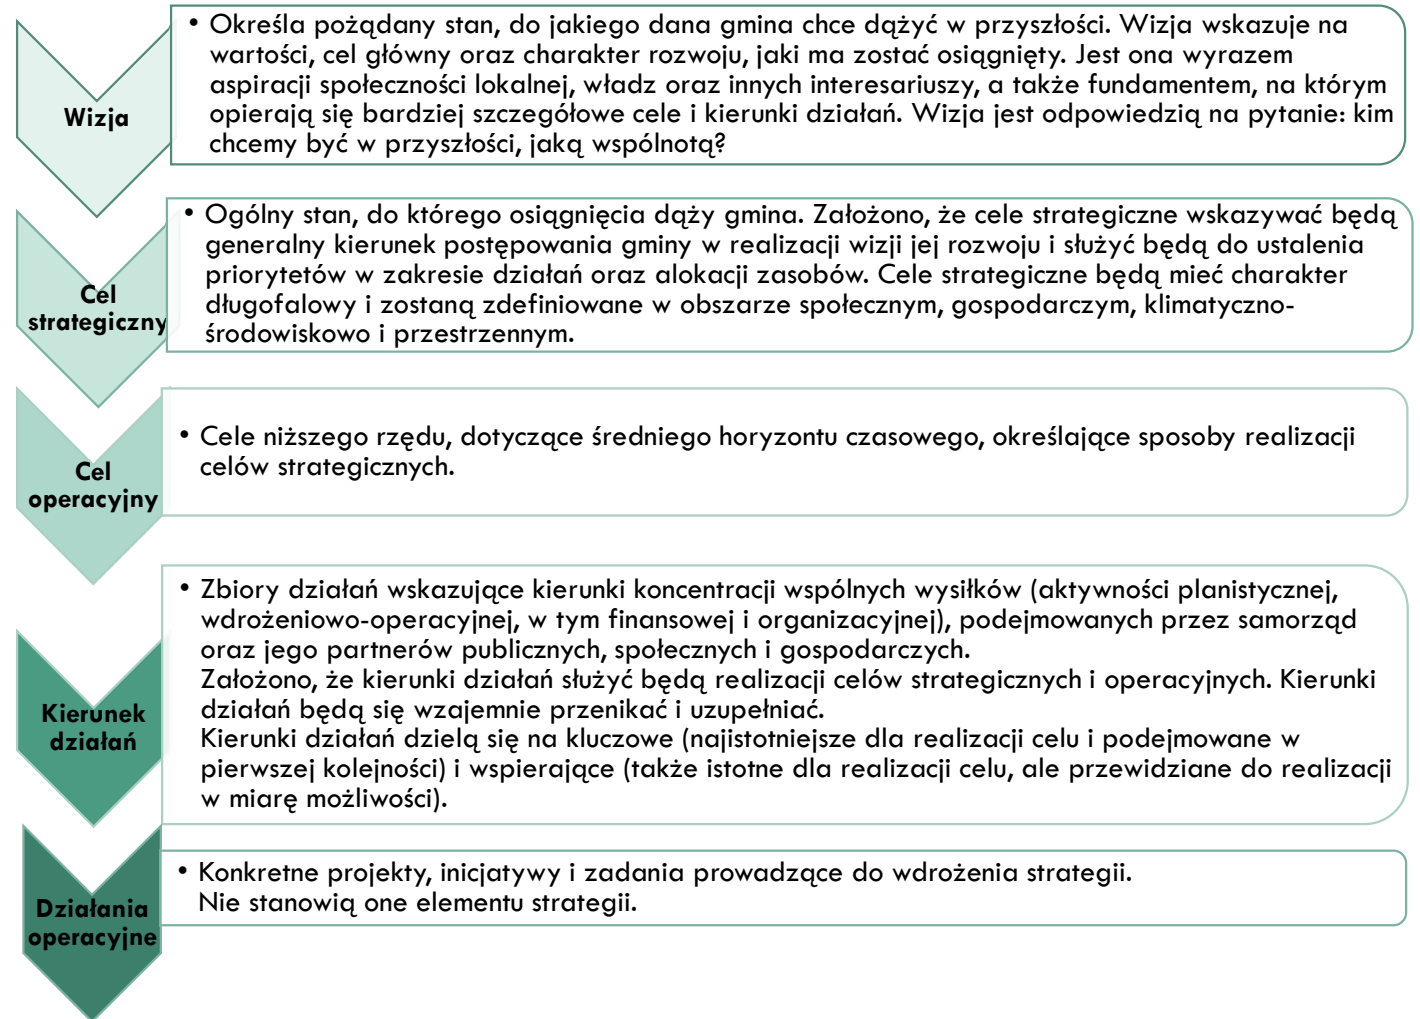 Wizja
• Określa pożądany stan, do jakiego dana gmina chce dążyć w przyszłości. Wizja wskazuje na
wartości, cel główny oraz charakter rozwoju, jaki ma zostać osiągnięty. Jest ona wyrazem
aspiracji społeczności lokalnej, władz oraz innych interesariuszy, a także fundamentem, na którym
opierają się bardziej szczegółowe cele i kierunki działań. Wizja jest odpowiedzią na pytanie: kim
chcemy być w przyszłości, jaką wspólnotą?
Cel
strategiczny
• Ogólny stan, do którego osiągnięcia dąży gmina. Założono, że cele strategiczne wskazywać będą
generalny kierunek postępowania gminy w realizacji wizji jej rozwoju i służyć będą do ustalenia
priorytetów w zakresie działań oraz alokacji zasobów. Cele strategiczne będą mieć charakter
długofalowy i zostaną zdefiniowane w obszarze społecznym, gospodarczym, klimatyczno-
środowiskowo i przestrzennym.
Cel
operacyjny
• Cele niższego rzędu, dotyczące średniego horyzontu czasowego, określające sposoby realizacji
celów strategicznych.
Kierunek
działań
• Zbiory działań wskazujące kierunki koncentracji wspólnych wysiłków (aktywności planistycznej,
wdrożeniowo-operacyjnej, w tym finansowej i organizacyjnej), podejmowanych przez samorząd
oraz jego partnerów publicznych, społecznych i gospodarczych.
Założono, że kierunki działań służyć będą realizacji celów strategicznych i operacyjnych. Kierunki
działań będą się wzajemnie przenikać i uzupełniać.
Kierunki działań dzielą się na kluczowe (najistotniejsze dla realizacji celu i podejmowane w
pierwszej kolejności) i wspierające (także istotne dla realizacji celu, ale przewidziane do realizacji
w miarę możliwości).
Działania
operacyjne
• Konkretne projekty, inicjatywy i zadania prowadzące do wdrożenia strategii.
Nie stanowią one elementu strategii.